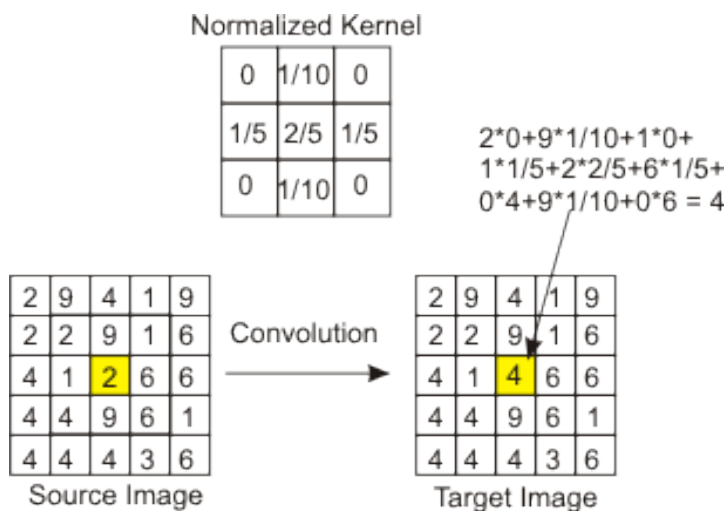 Normalized Kernel
0 1/10 0
1/5 2/5 1/5
0 1/10 0
2*0+9*1/10+1*0+
1*1/5+2*2/5+6*1/5+
0*4+9*1/10+0*6 = 4
2 9 4 1 9
2 2 9 1 6
4 1 2 6 6
4 4 9 6 1
4 4 4 3 6
Source Image
Convolution
2 9 4 1 9
2 2 9 1 6
4 1 4 6 6
4 4 9 6 1
4 4 4 3 6
Target Image